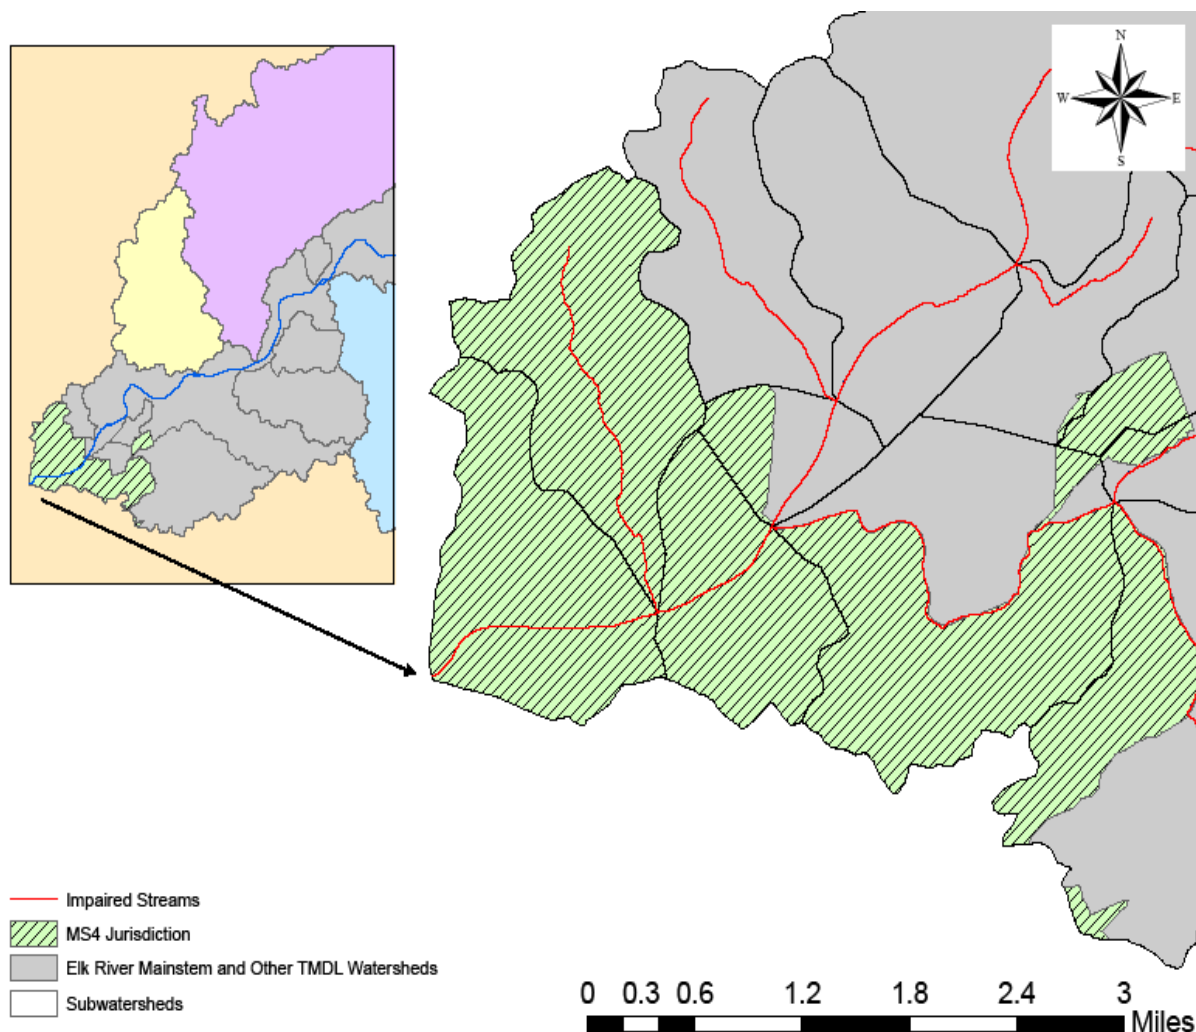 N
W E
S
Impaired Streams
MS4 Jurisdiction
Elk River Mainstem and Other TMDL Watersheds
Subwatersheds
0 0.3 0.6 1.2 1.8 2.4 3
Miles